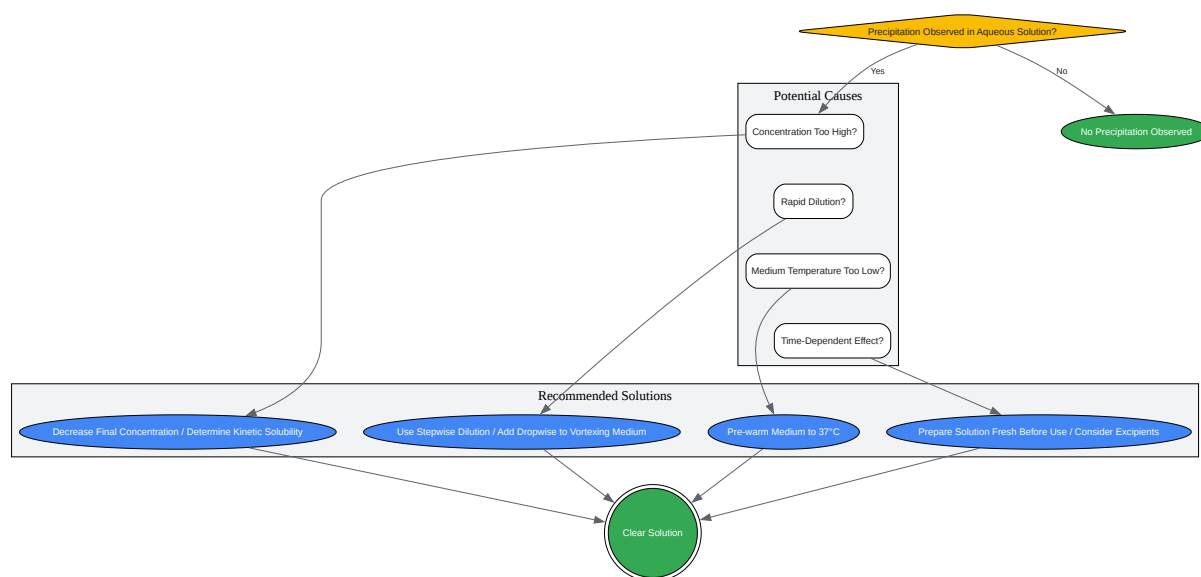 Precipitation Observed in Aqueous Solution?
Yes
No
Potential Causes
Concentration Too High?
No Precipitation Observed
Rapid Dilution?
Medium Temperature Too Low?
Time-Dependent Effect?
Recommended Solutions
Decrease Final Concentration / Determine Kinetic Solubility
Use Stepwise Dilution / Add Dropwise to Vortexing Medium
Pre-warm Medium to 37°C
Prepare Solution Fresh Before Use / Consider Excipients
Clear Solution